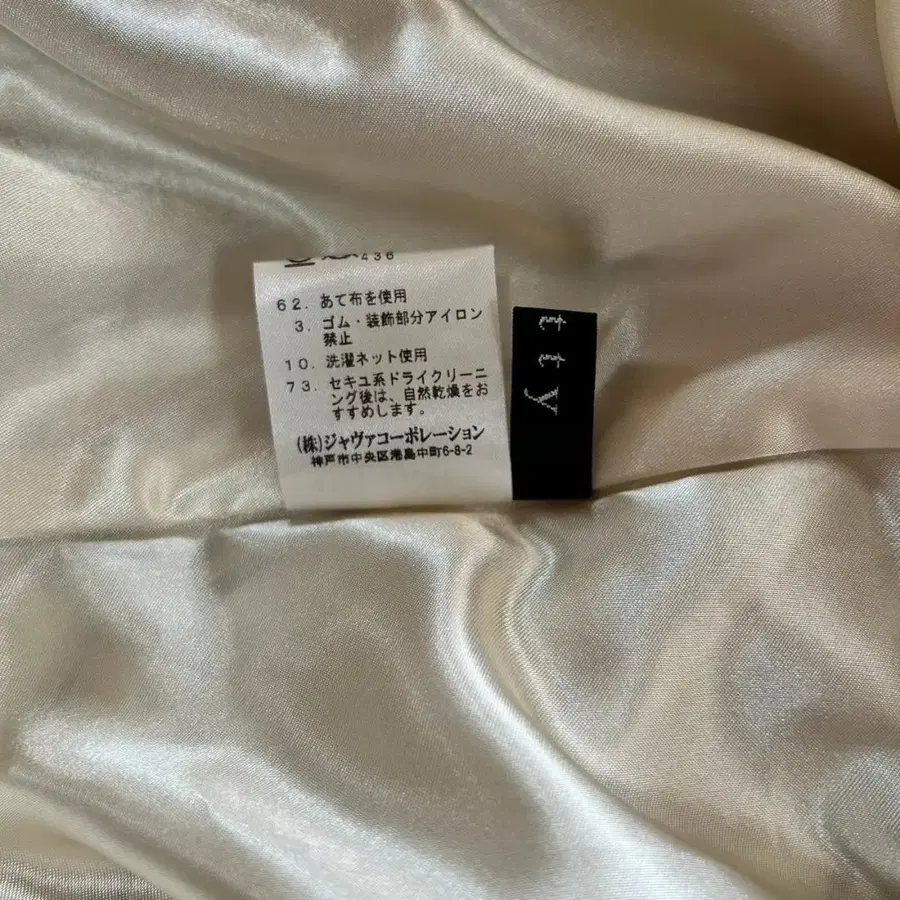 436
62. あて布を使用
3. ゴム・装飾部分アイロン
禁止
10. 洗濯ネット使用
73. セキユ系ドライクリーニ
ング後は、自然乾燥をお
すすめします。
(株)ジャヴァコーポレーション
神戸市中央区港島中町6-8-2
tty